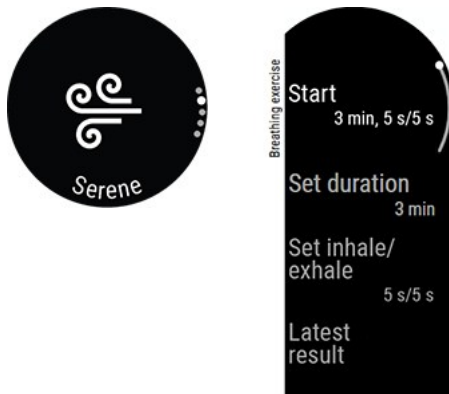 Serene
Breathing exercise
Start
3 min, 5 s/5 s
Set duration
3 min
Set inhale/
exhale
5 s/5 s
Latest
result